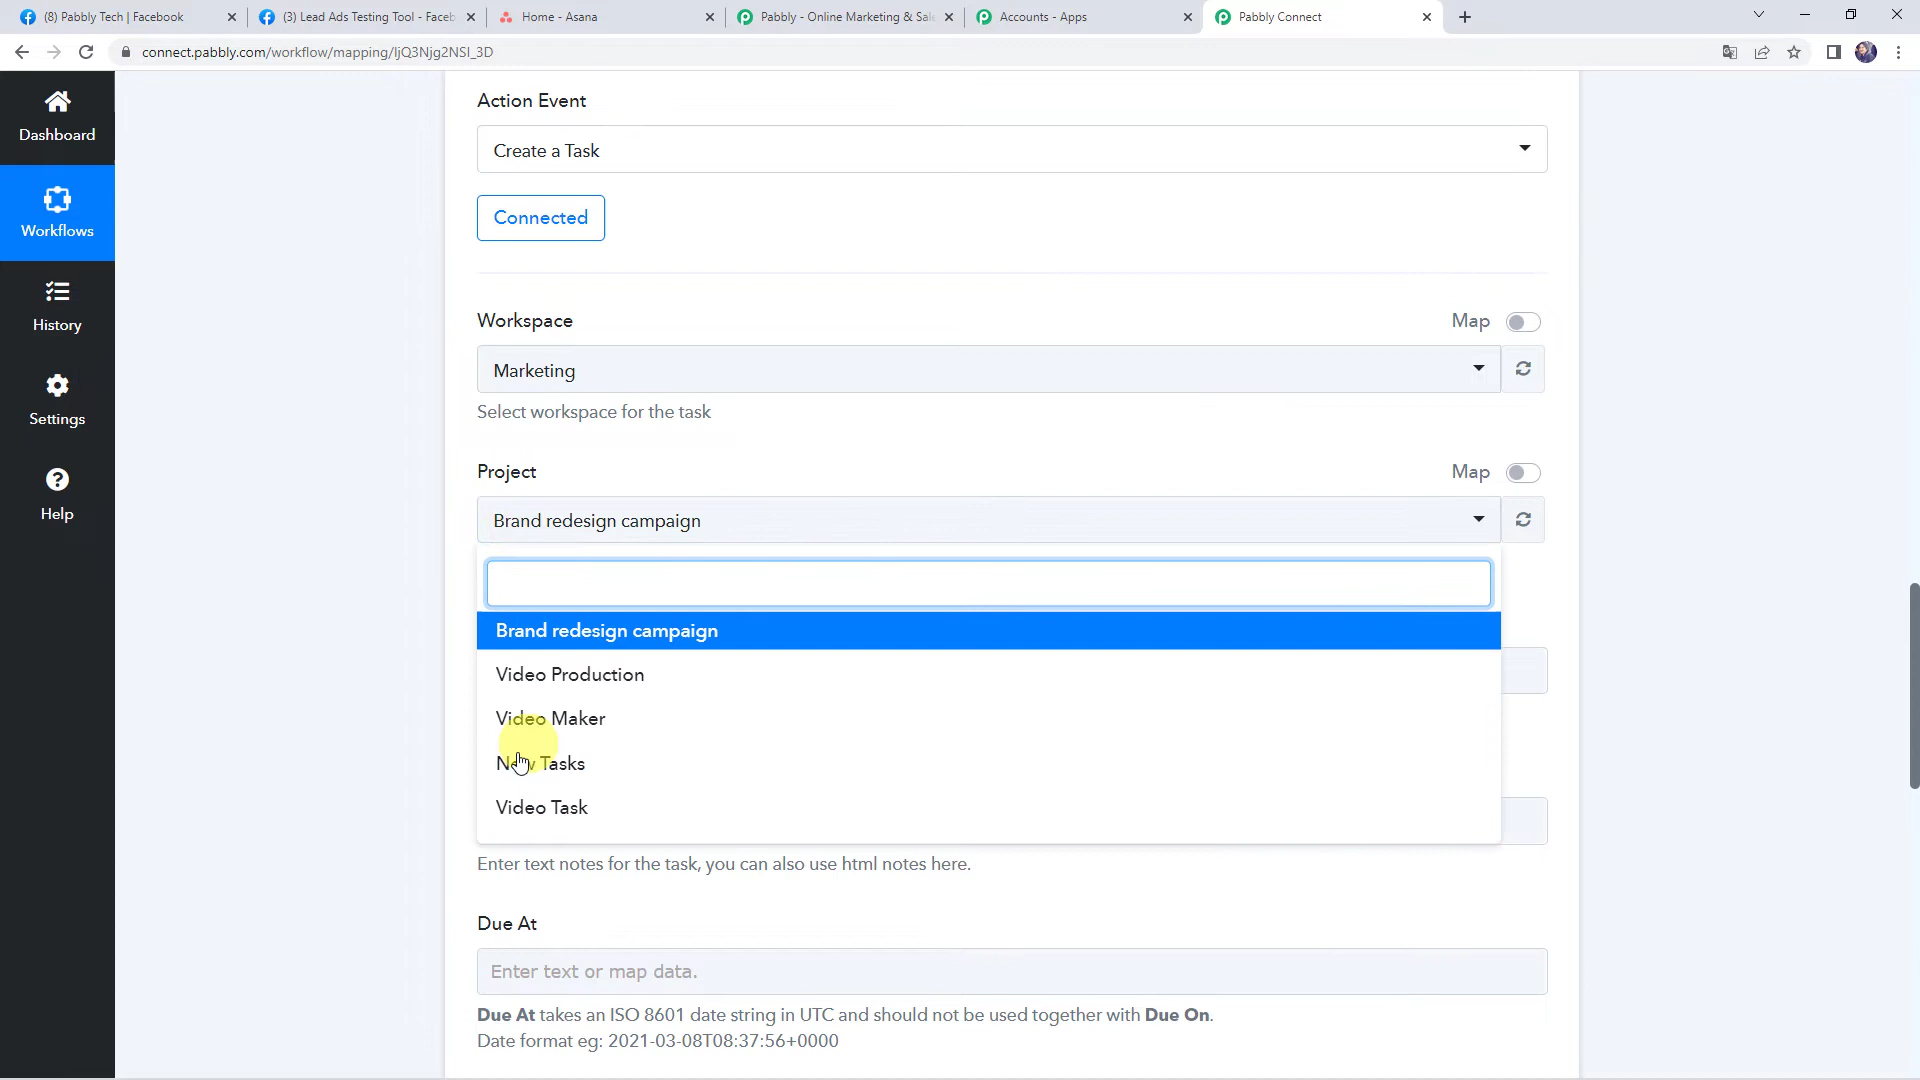 (8) Pabbly Tech | Facebook
(3) Lead Ads Testing Tool - Faceb
Home - Asana
Pabbly - Online Marketing & Sale
Accounts - Apps
Pabbly Connect
connect.pabbly.com/workflow/mapping/IjQ3Njg2NSI_3D
Dashboard
Workflows
History
Settings
Help
Action Event
Create a Task
Connected
Workspace
Map
Marketing
Select workspace for the task
Project
Map
Brand redesign campaign
Brand redesign campaign
Video Production
Video Maker
New Tasks
Video Task
Enter text notes for the task, you can also use html notes here.
Due At
Enter text or map data.
Due At takes an ISO 8601 date string in UTC and should not be used together with Due On.
Date format eg: 2021-03-08T08:37:56+0000